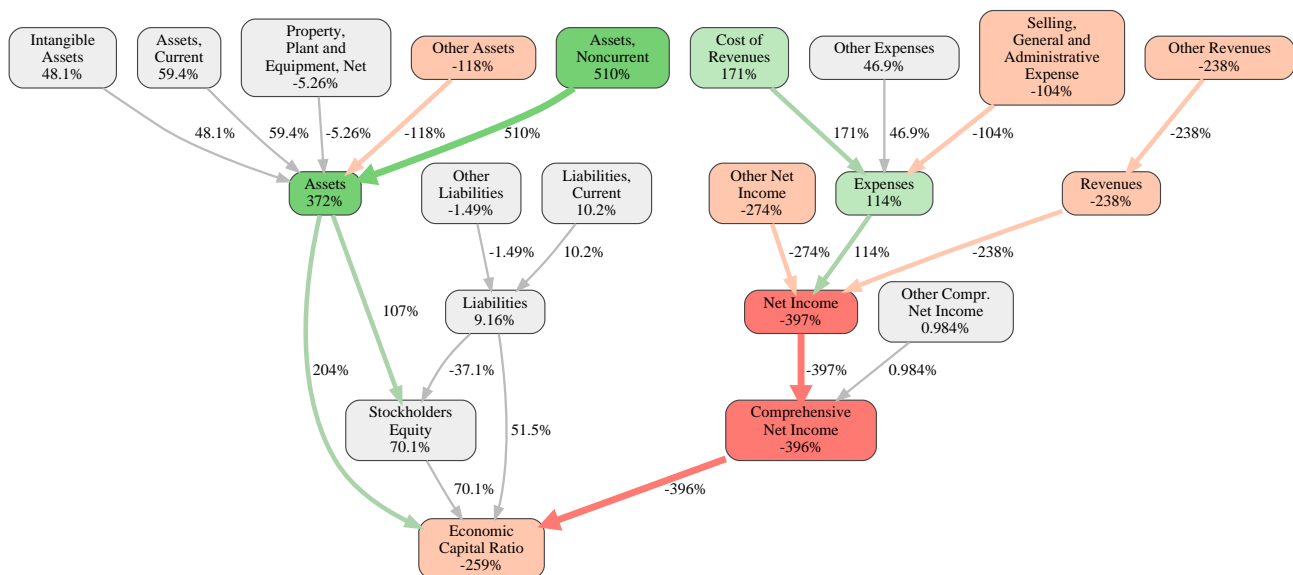 Intangible
Assets
48.1%
Assets,
Current
59.4%
Property,
Plant and
Equipment, Net
-5.26%
Other Assets
-118%
Assets,
Noncurrent
510%
Cost of
Revenues
171%
Other Expenses
46.9%
Selling,
General and
Administrative
Expense
-104%
Other Revenues
-238%
48.1%
59.4%
-5.26%
-118%
510%
171%
46.9%
-104%
-238%
Assets
372%
Other
Liabilities
-1.49%
Liabilities,
Current
10.2%
Other Net
Income
-274%
Expenses
114%
Revenues
-238%
-1.49%
10.2%
-274%
114%
-238%
107%
Liabilities
9.16%
Net Income
-397%
Other Compr.
Net Income
0.984%
204%
-37.1%
-397%
0.984%
Stockholders
Equity
70.1%
51.5%
Comprehensive
Net Income
-396%
70.1%
-396%
Economic
Capital Ratio
-259%